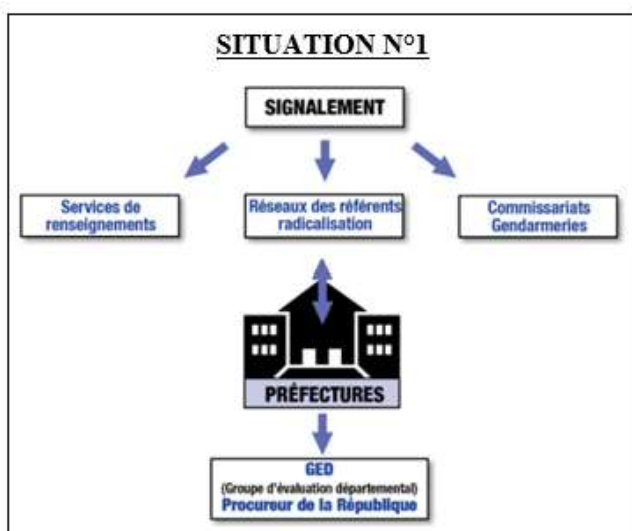 SITUATION N°1
SIGNALEMENT
Services de
renseignements
Réseaux des référents
radicalisation
Commissariats
Gendarmeries
PRÉFECTURES
GED
(Groupe d'évaluation départemental)
Procureur de la République